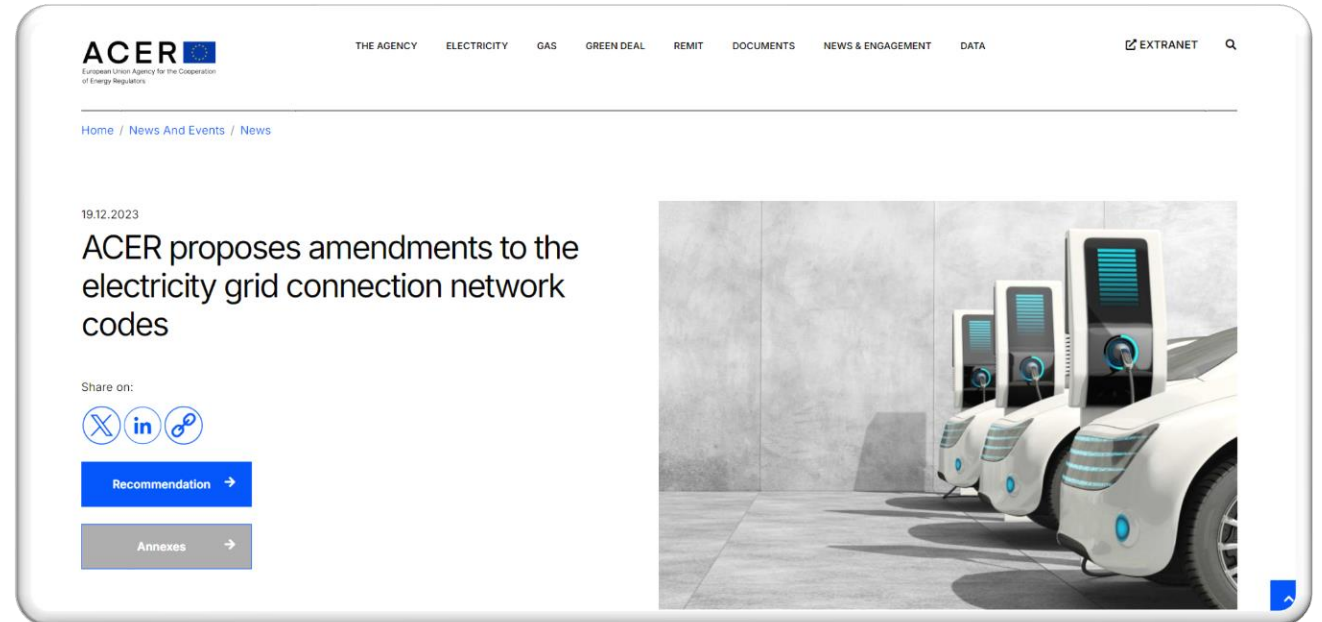 ACER
European Union Agency for the Cooperation
of Energy Regulators
THE AGENCY ELECTRICITY GAS GREEN DEAL REMIT DOCUMENTS NEWS & ENGAGEMENT DATA EXTRANET
Home / News And Events / News
19.12.2023
ACER proposes amendments to the
electricity grid connection network
codes
Share on:
X in
Recommendation →
Annexes →